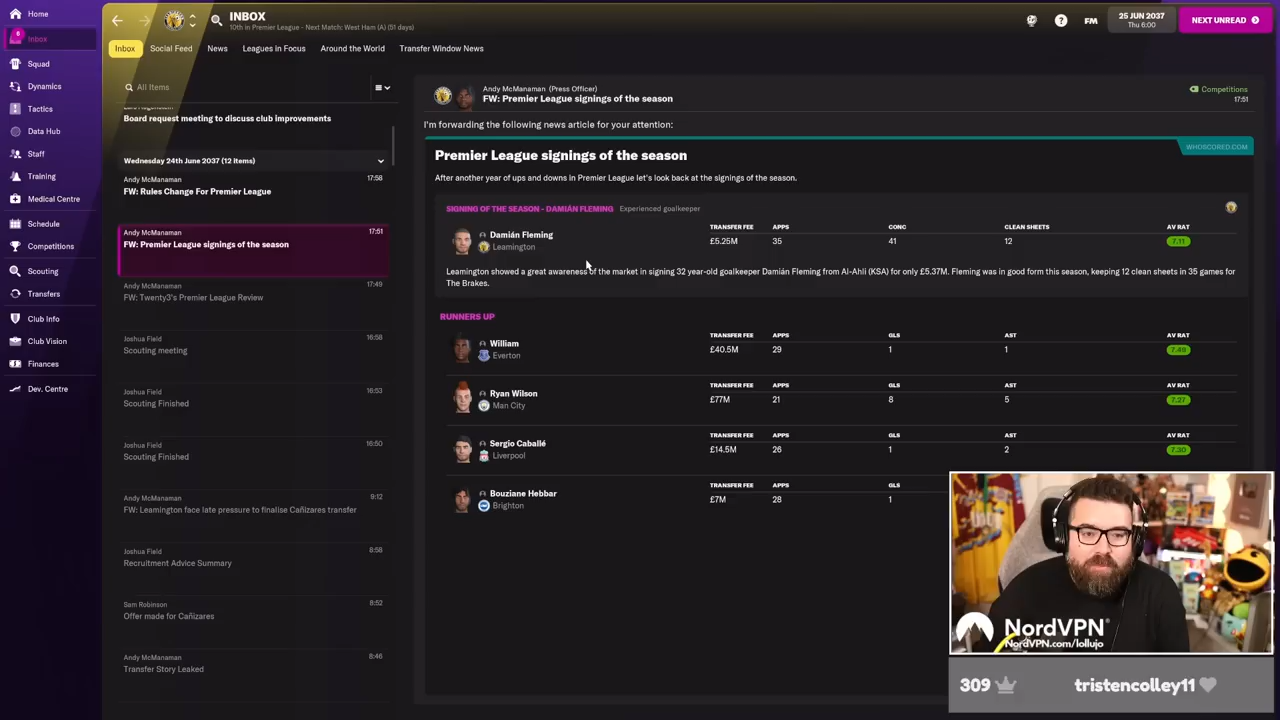 Home
6
Inbox
Squad
Dynamics
Tactics
Data Hub
Staff
Training
Medical Centre
Schedule
Competitions
Scouting
Transfers
Club Info
Club Vision
Finances
Dev. Centre
INBOX
10th in Premier League - Next Match: West Ham (A) (51 days)
FM
25 JUN 2037
Thu 6:00
NEXT UNREAD
Inbox
Social Feed
News
Leagues in Focus
Around the World
Transfer Window News
All Items
Board request meeting to discuss club improvements
Wednesday 24th June 2037 (12 items)
Andy McManaman
17:58
FW: Rules Change For Premier League
Andy McManaman
17:51
FW: Premier League signings of the season
Andy McManaman
17:49
FW: Twenty3's Premier League Review
Joshua Field
16:58
Scouting meeting
Joshua Field
16:53
Scouting Finished
Joshua Field
16:50
Scouting Finished
Andy McManaman
9:12
FW: Leamington face late pressure to finalise Cañizares transfer
Joshua Field
8:58
Recruitment Advice Summary
Sam Robinson
8:52
Offer made for Cañizares
Andy McManaman
8:46
Transfer Story Leaked
Andy McManaman (Press Officer)
FW: Premier League signings of the season
Competitions
17:51
I'm forwarding the following news article for your attention:
WHOSCORED.COM
Premier League signings of the season
After another year of ups and downs in Premier League let's look back at the signings of the season.
SIGNING OF THE SEASON - DAMIÁN FLEMING Experienced goalkeeper
TRANSFER FEE APPS CONC CLEAN SHEETS AV RAT
Damián Fleming
Leamington
£5.25M 35 41 12 7.11
Leamington showed a great awareness of the market in signing 32 year-old goalkeeper Damián Fleming from Al-Ahli (KSA) for only £5.37M. Fleming was in good form this season, keeping 12 clean sheets in 35 games for
The Brakes.
RUNNERS UP
TRANSFER FEE APPS GLS AST AV RAT
William
Everton
£40.5M 29 1 1 7.48
TRANSFER FEE APPS GLS AST AV RAT
Ryan Wilson
Man City
£77M 21 8 5 7.27
TRANSFER FEE APPS GLS AST AV RAT
Sergio Caballé
Liverpool
£14.5M 26 1 2 7.30
TRANSFER FEE APPS GLS
Bouziane Hebbar
Brighton
£7M 28 1
NordVPN®
NordVPN.com/lollujo
309
tristencolley11